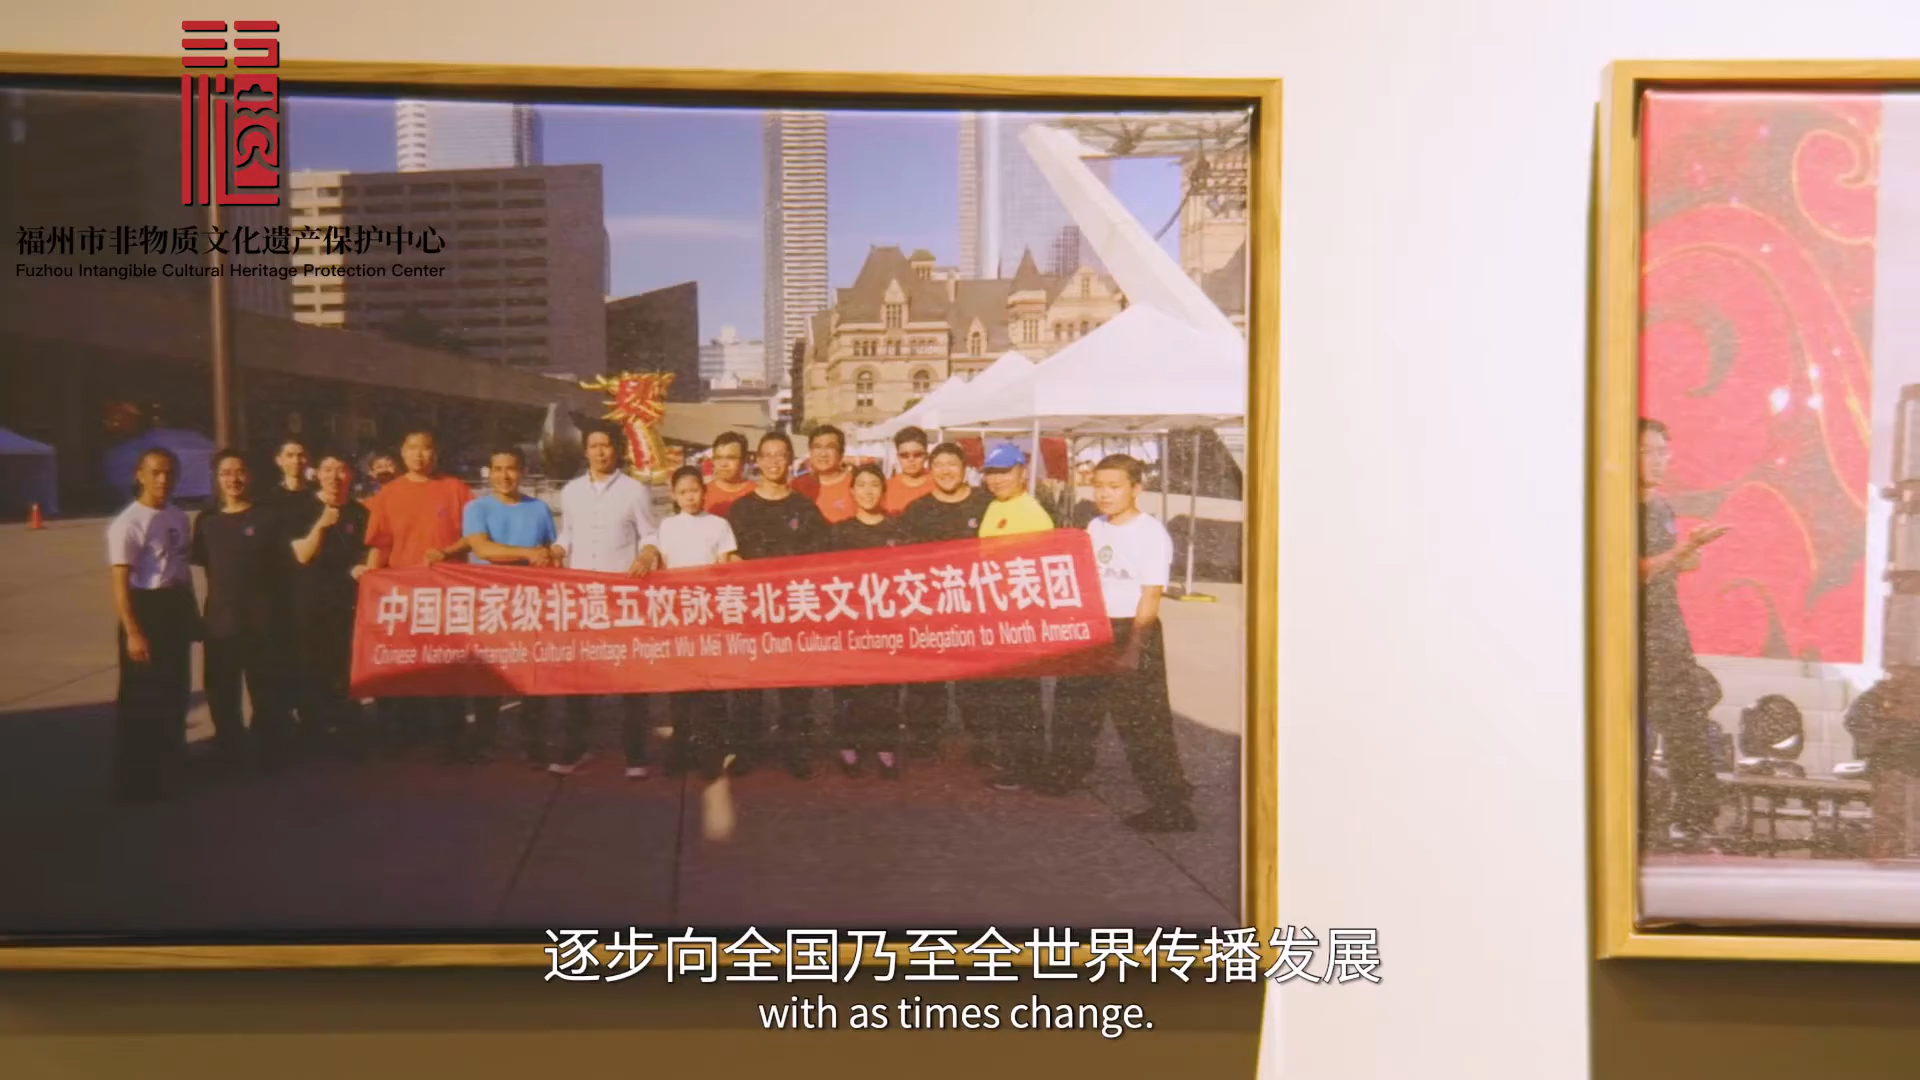 福州市非物质文化遗产保护中心
Fuzhou Intangible Cultural Heritage Protection Center
中国国家级非遗五枚詠春北美文化交流代表团
Chinese National Intangible Cultural Heritage Project Wu Mei Wing Chun Cultural Exchange Delegation to North America
逐步向全国乃至全世界传播发展
with as times change.